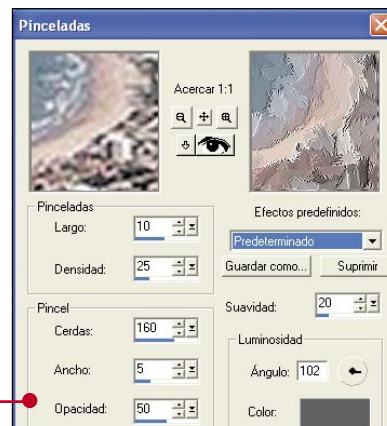 Pinceladas
Acercar 1:1
Pinceladas
Largo: 10
Densidad: 25
Efectos predefinidos:
Predeterminado
Guardar como... Suprimir
Pincel
Cerdas: 160
Ancho: 5
Opacidad: 50
Suavidad: 20
Luminosidad
Ángulo: 102
Color: